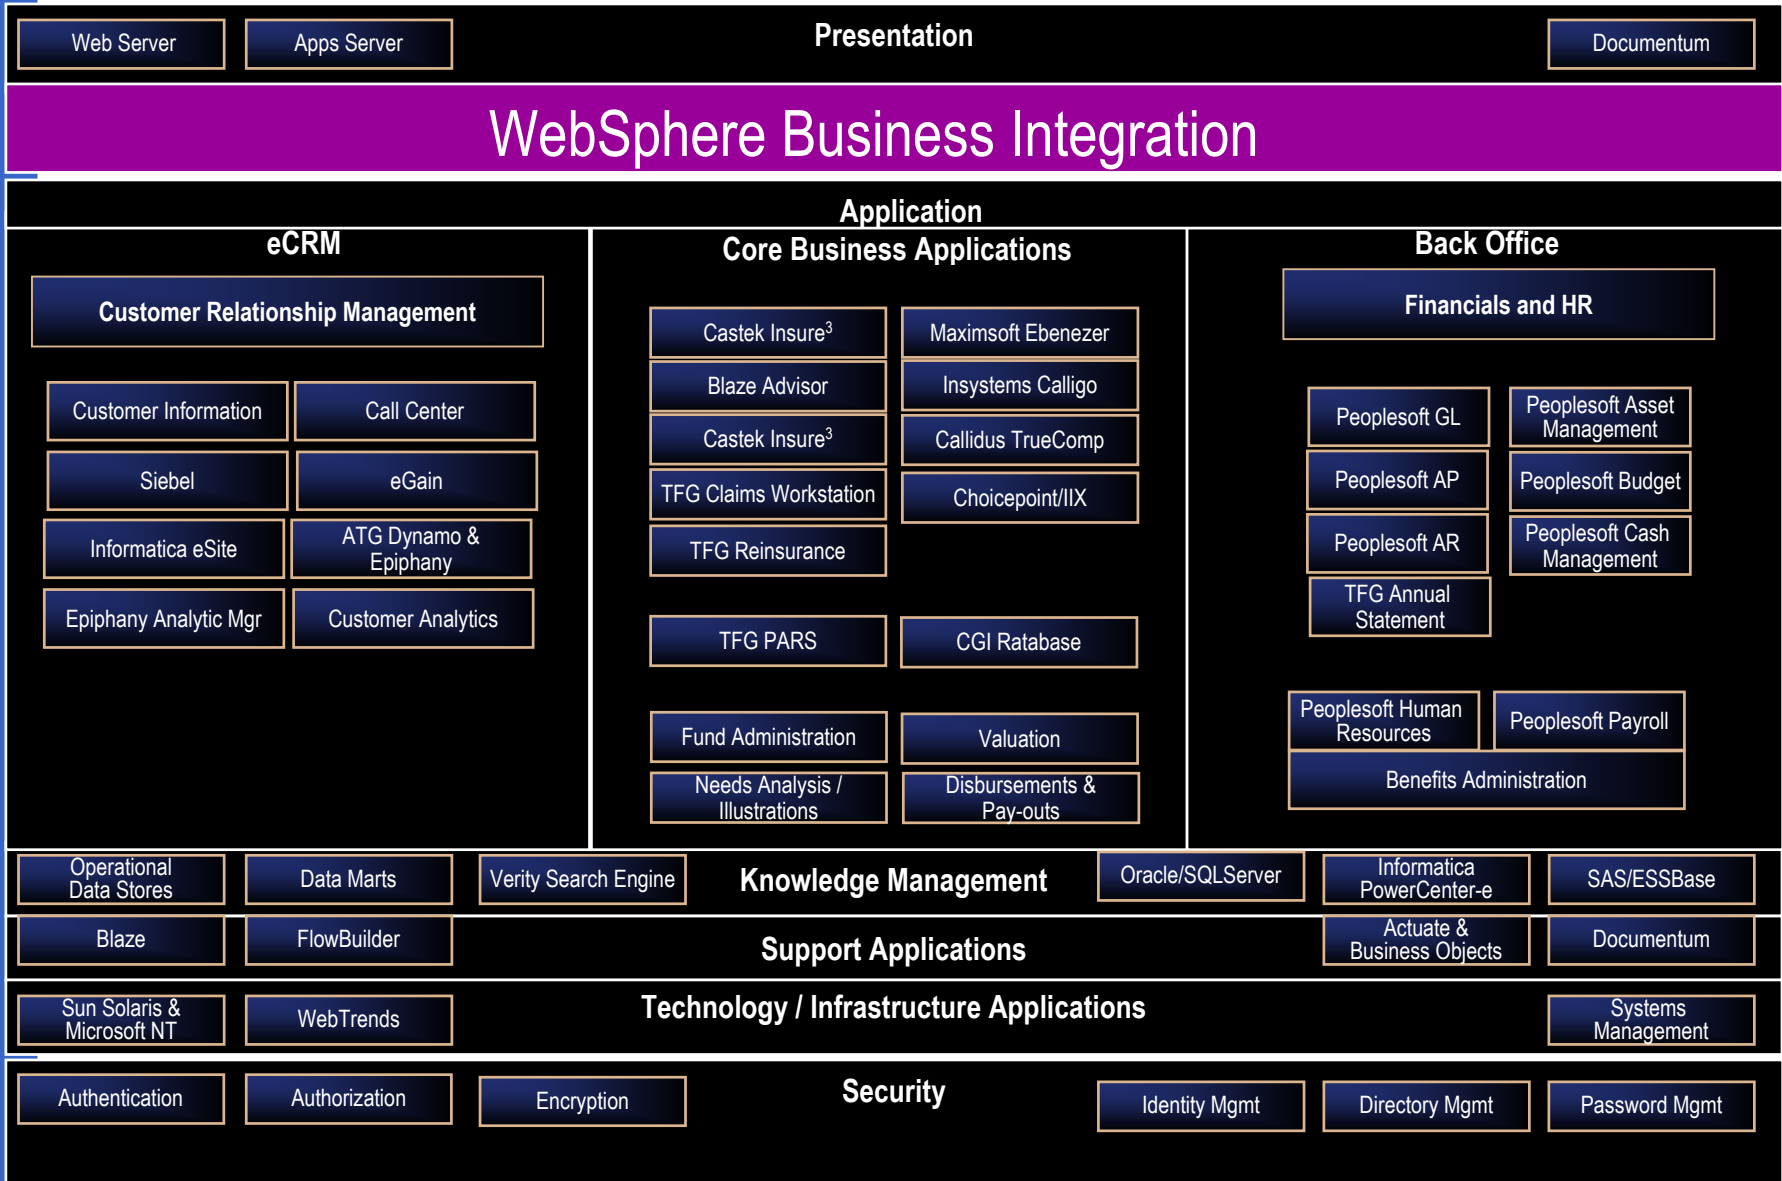 Web Server
Apps Server
Presentation
Documentum
WebSphere Business Integration
Application
eCRM
Customer Relationship Management
Customer Information
Call Center
Siebel
eGain
Informatica eSite
ATG Dynamo &
Epiphany
Epiphany Analytic Mgr
Customer Analytics
Core Business Applications
Castek Insure³
Maximsoft Ebenezer
Blaze Advisor
Insystems Calligo
Castek Insure³
Callidus TrueComp
TFG Claims Workstation
Choicepoint/IIX
TFG Reinsurance
TFG PARS
CGI Ratabase
Fund Administration
Valuation
Needs Analysis /
Illustrations
Disbursements &
Pay-outs
Back Office
Financials and HR
Peoplesoft GL
Peoplesoft Asset
Management
Peoplesoft AP
Peoplesoft Budget
Peoplesoft AR
Peoplesoft Cash
Management
TFG Annual
Statement
Peoplesoft Human
Resources
Peoplesoft Payroll
Benefits Administration
Operational
Data Stores
Data Marts
Verity Search Engine
Knowledge Management
Oracle/SQLServer
Informatica
PowerCenter-e
SAS/ESSBase
Blaze
FlowBuilder
Support Applications
Actuate &
Business Objects
Documentum
Sun Solaris &
Microsoft NT
WebTrends
Technology / Infrastructure Applications
Systems
Management
Authentication
Authorization
Encryption
Security
Identity Mgmt
Directory Mgmt
Password Mgmt